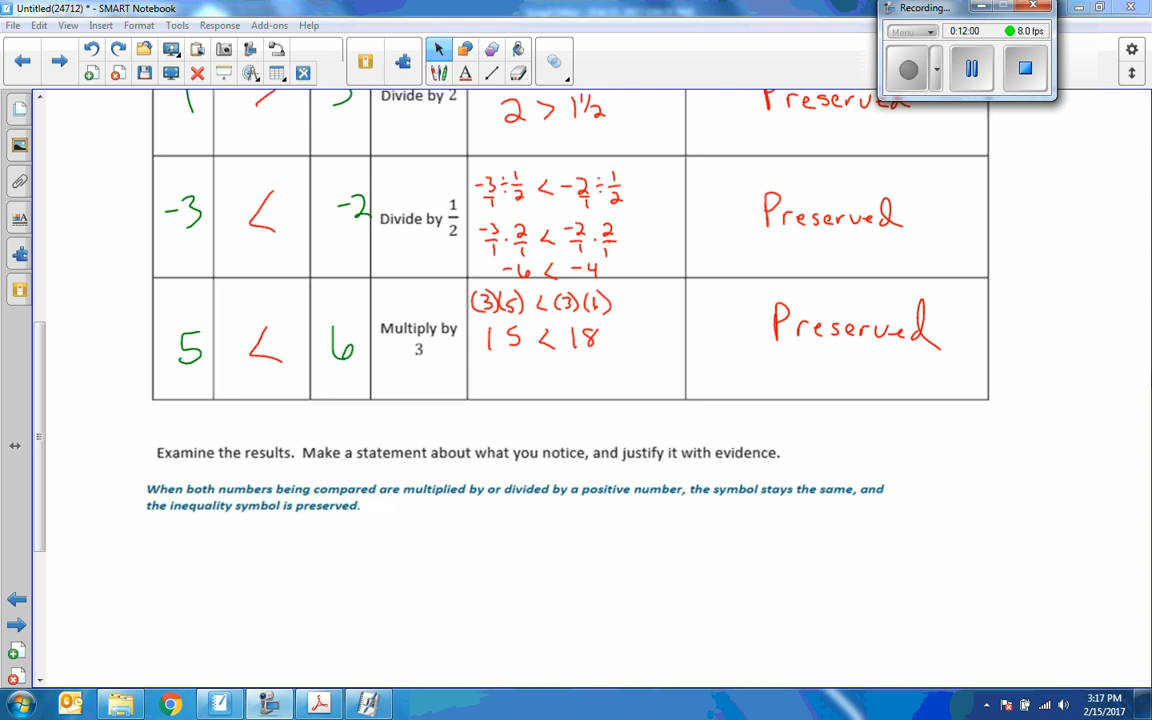 Untitled(24712) * - SMART Notebook
Recording...
File Edit View Insert Format Tools Response Add-ons Help
Menu 0:12:00 8.0 fps
Divide by 2
2 > 1 1/2
Preserved
-3 < -2
Divide by 1/2
-3/1 ÷ 1/2 < -2/1 ÷ 1/2
-3/1 · 2/1 < -2/1 · 2/1
-6 < -4
Preserved
5 < 6
Multiply by
3
(3)(5) < (3)(6)
15 < 18
Preserved
Examine the results. Make a statement about what you notice, and justify it with evidence.
When both numbers being compared are multiplied by or divided by a positive number, the symbol stays the same, and
the inequality symbol is preserved.
3:17 PM
2/15/2017